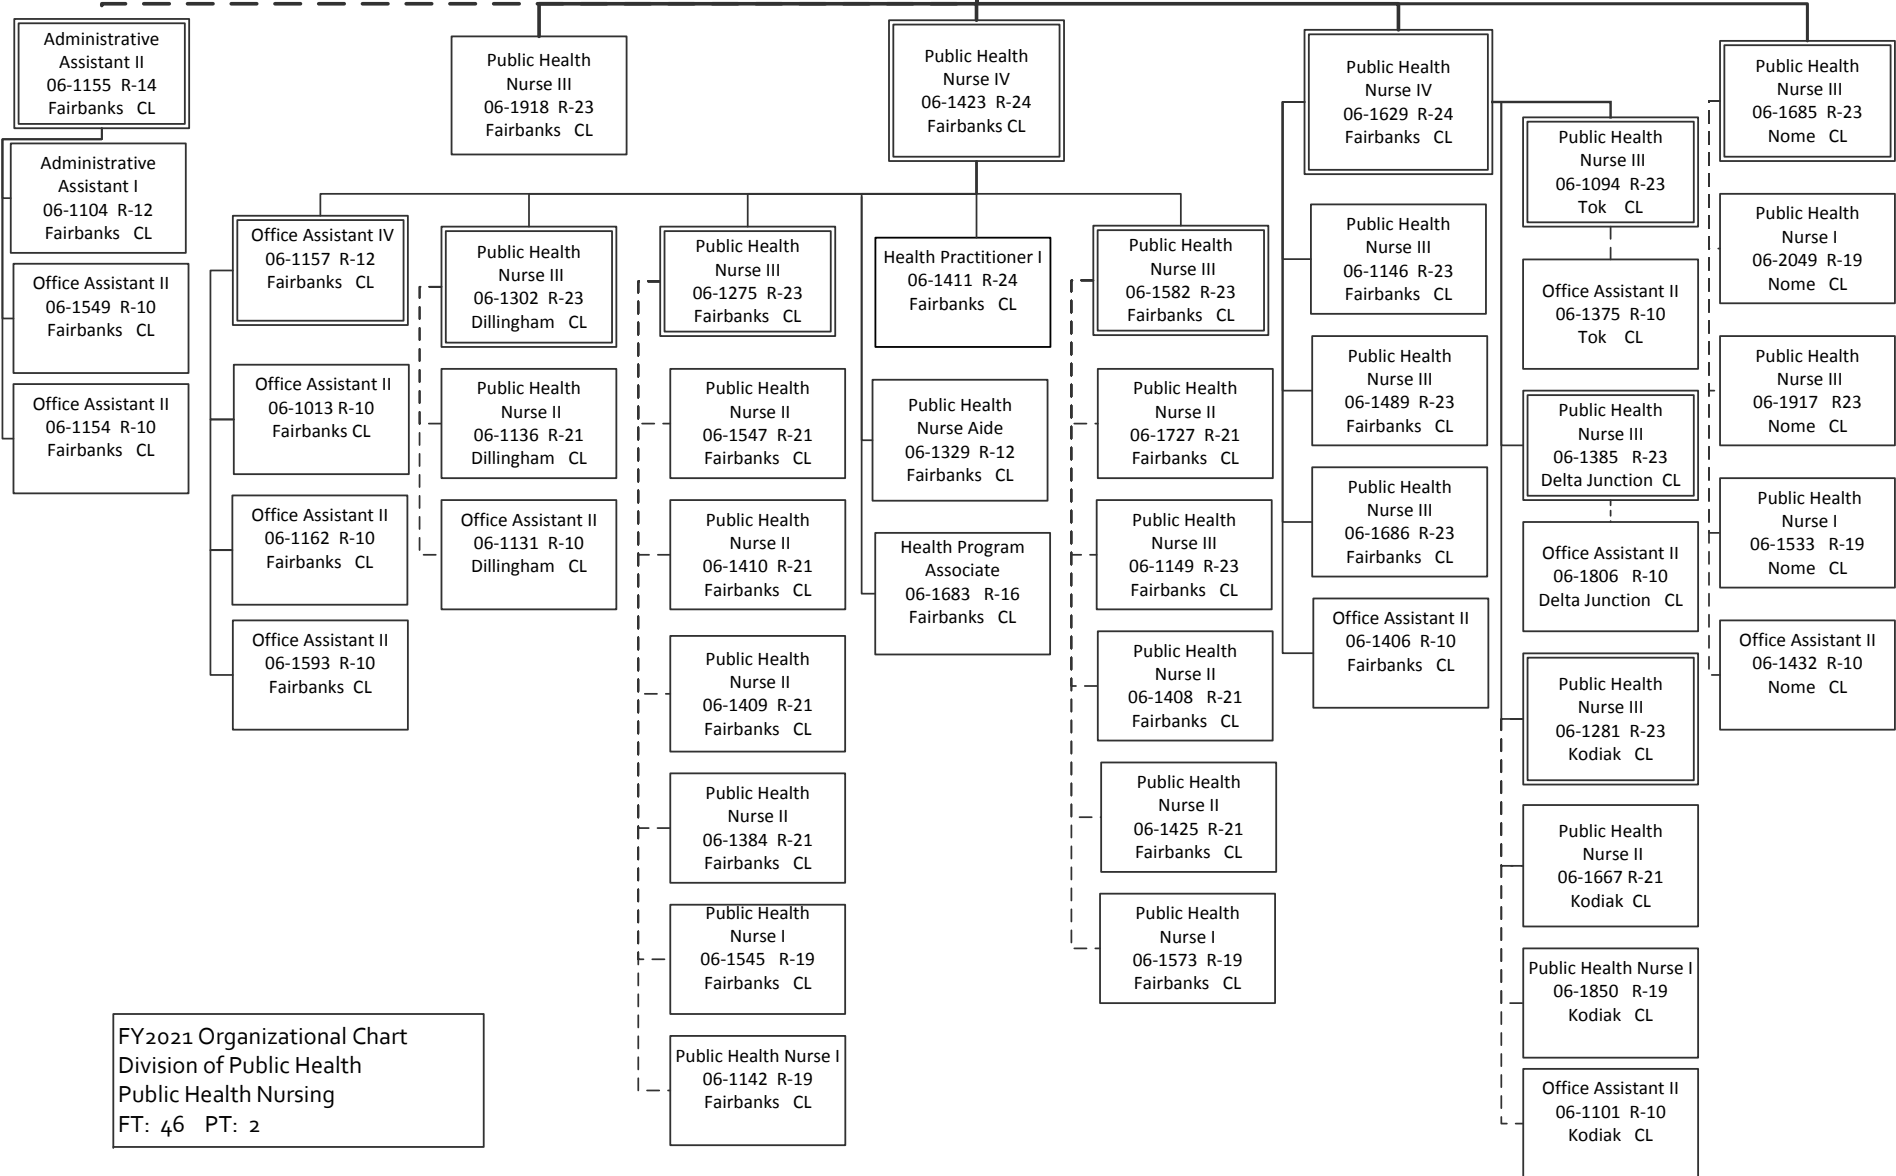 Administrative
Assistant II
06-1155 R-14
Fairbanks CL
Administrative
Assistant I
06-1104 R-12
Fairbanks CL
Office Assistant II
06-1549 R-10
Fairbanks CL
Office Assistant II
06-1154 R-10
Fairbanks CL
Public Health
Nurse III
06-1918 R-23
Fairbanks CL
Public Health
Nurse IV
06-1423 R-24
Fairbanks CL
Office Assistant IV
06-1157 R-12
Fairbanks CL
Office Assistant II
06-1013 R-10
Fairbanks CL
Office Assistant II
06-1162 R-10
Fairbanks CL
Office Assistant II
06-1593 R-10
Fairbanks CL
Public Health
Nurse III
06-1302 R-23
Dillingham CL
Public Health
Nurse II
06-1136 R-21
Dillingham CL
Office Assistant II
06-1131 R-10
Dillingham CL
Public Health
Nurse III
06-1275 R-23
Fairbanks CL
Public Health
Nurse II
06-1547 R-21
Fairbanks CL
Public Health
Nurse II
06-1410 R-21
Fairbanks CL
Public Health
Nurse II
06-1409 R-21
Fairbanks CL
Public Health
Nurse II
06-1384 R-21
Fairbanks CL
Public Health
Nurse I
06-1545 R-19
Fairbanks CL
Public Health Nurse I
06-1142 R-19
Fairbanks CL
Health Practitioner I
06-1411 R-24
Fairbanks CL
Public Health
Nurse Aide
06-1329 R-12
Fairbanks CL
Health Program
Associate
06-1683 R-16
Fairbanks CL
Public Health
Nurse III
06-1582 R-23
Fairbanks CL
Public Health
Nurse II
06-1727 R-21
Fairbanks CL
Public Health
Nurse III
06-1149 R-23
Fairbanks CL
Public Health
Nurse II
06-1408 R-21
Fairbanks CL
Public Health
Nurse II
06-1425 R-21
Fairbanks CL
Public Health
Nurse I
06-1573 R-19
Fairbanks CL
Public Health
Nurse IV
06-1629 R-24
Fairbanks CL
Public Health
Nurse III
06-1146 R-23
Fairbanks CL
Public Health
Nurse III
06-1489 R-23
Fairbanks CL
Public Health
Nurse III
06-1686 R-23
Fairbanks CL
Office Assistant II
06-1406 R-10
Fairbanks CL
Public Health
Nurse III
06-1094 R-23
Tok CL
Office Assistant II
06-1375 R-10
Tok CL
Public Health
Nurse III
06-1385 R-23
Delta Junction CL
Office Assistant II
06-1806 R-10
Delta Junction CL
Public Health
Nurse III
06-1281 R-23
Kodiak CL
Public Health
Nurse II
06-1667 R-21
Kodiak CL
Public Health Nurse I
06-1850 R-19
Kodiak CL
Office Assistant II
06-1101 R-10
Kodiak CL
Public Health
Nurse III
06-1685 R-23
Nome CL
Public Health
Nurse I
06-2049 R-19
Nome CL
Public Health
Nurse III
06-1917 R23
Nome CL
Public Health
Nurse I
06-1533 R-19
Nome CL
Office Assistant II
06-1432 R-10
Nome CL
FY2021 Organizational Chart
Division of Public Health
Public Health Nursing
FT: 46 PT: 2